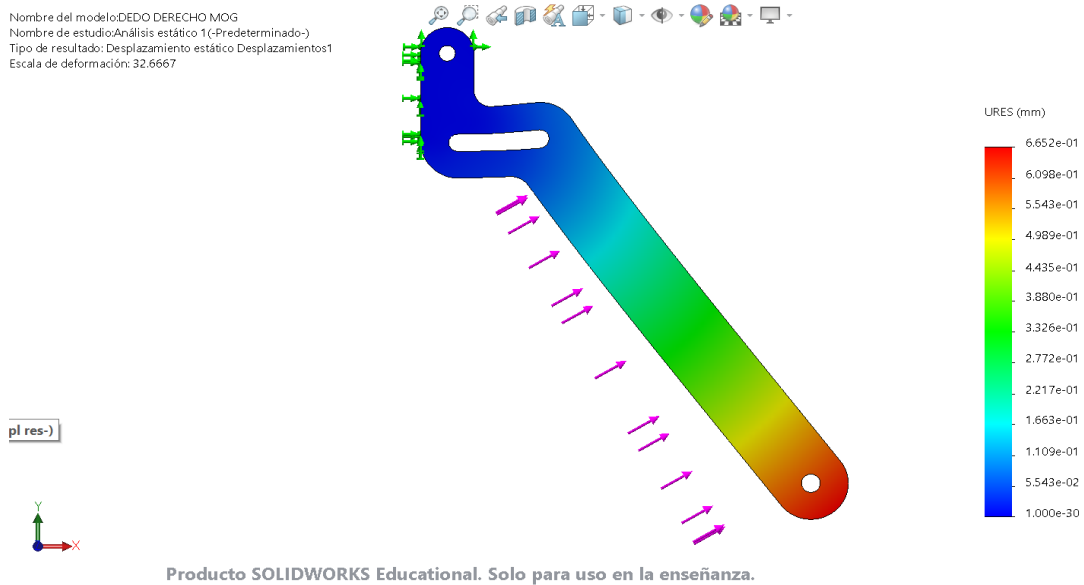 Nombre del modelo:DEDO DERECHO MOG
Nombre de estudio:Análisis estático 1(-Predeterminado-)
Tipo de resultado: Desplazamiento estático Desplazamientos1
Escala de deformación: 32.6667
URES (mm)
6.652e-01
6.098e-01
5.543e-01
4.989e-01
4.435e-01
3.880e-01
3.326e-01
2.772e-01
2.217e-01
1.663e-01
1.109e-01
5.543e-02
1.000e-30
pl res-)
Y
X
Producto SOLIDWORKS Educational. Solo para uso en la enseñanza.